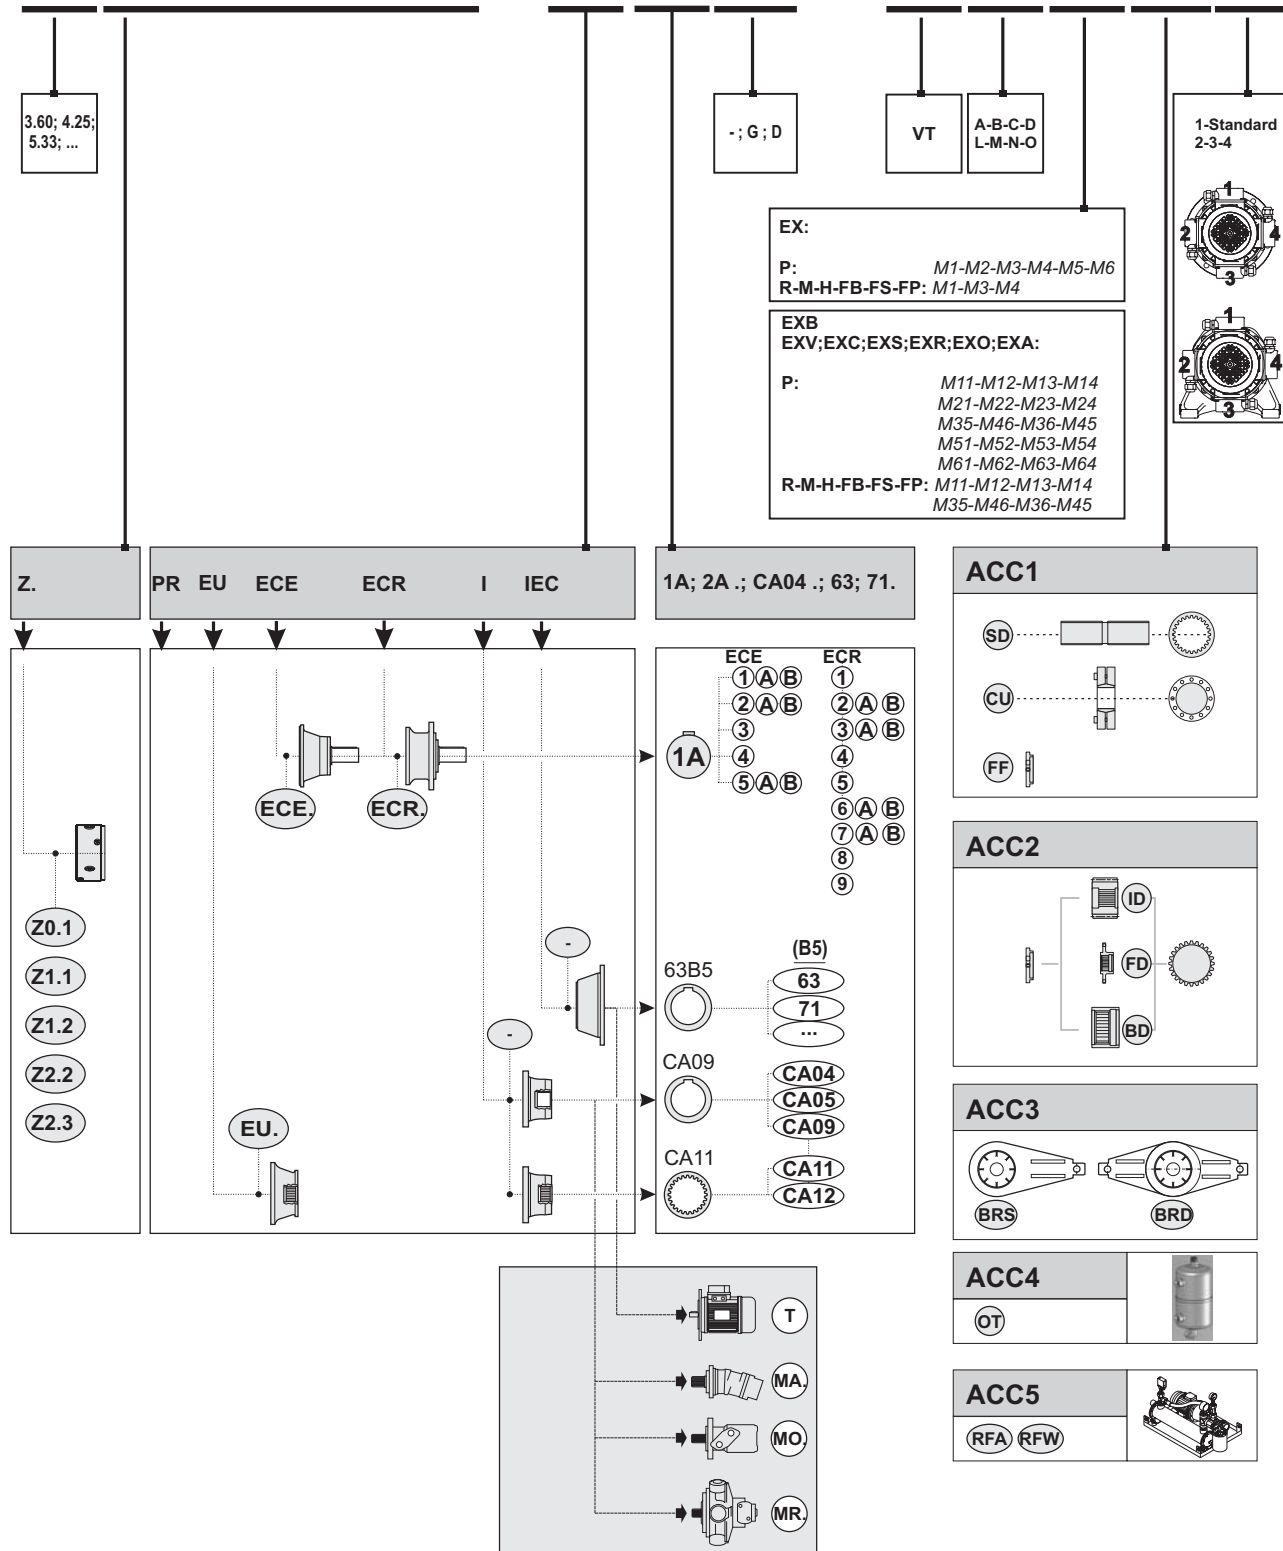 3.60; 4.25;
5.33; ...
- ; G ; D
VT
A-B-C-D
L-M-N-O
1-Standard
2-3-4
1
2
4
3
1
2
4
3
EX:
P: M1-M2-M3-M4-M5-M6
R-M-H-FB-FS-FP: M1-M3-M4
EXB
EXV;EXC;EXS;EXR;EXO;EXA:
P: M11-M12-M13-M14
M21-M22-M23-M24
M35-M46-M36-M45
M51-M52-M53-M54
M61-M62-M63-M64
R-M-H-FB-FS-FP: M11-M12-M13-M14
M35-M46-M36-M45
Z.
PR EU ECE ECR I IEC
1A; 2A .; CA04 .; 63; 71.
Z0.1
Z1.1
Z1.2
Z2.2
Z2.3
ECE.
ECR.
EU.
-
-
1A
ECE
1 A B
2 A B
3
4
5 A B
ECR
1
2 A B
3 A B
4
5
6 A B
7 A B
8
9
63B5
(B5)
63
71
...
CA09
CA04
CA05
CA09
CA11
CA11
CA12
T
MA.
MO.
MR.
ACC1
SD
CU
FF
ACC2
ID
FD
BD
ACC3
BRS
BRD
ACC4
OT
ACC5
RFA RFW